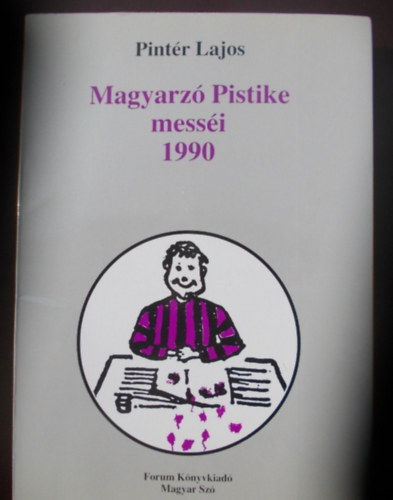 Pintér Lajos
Magyarzó Pistike
messéi
1990
Forum Könyvkiadó
Magyar Szó